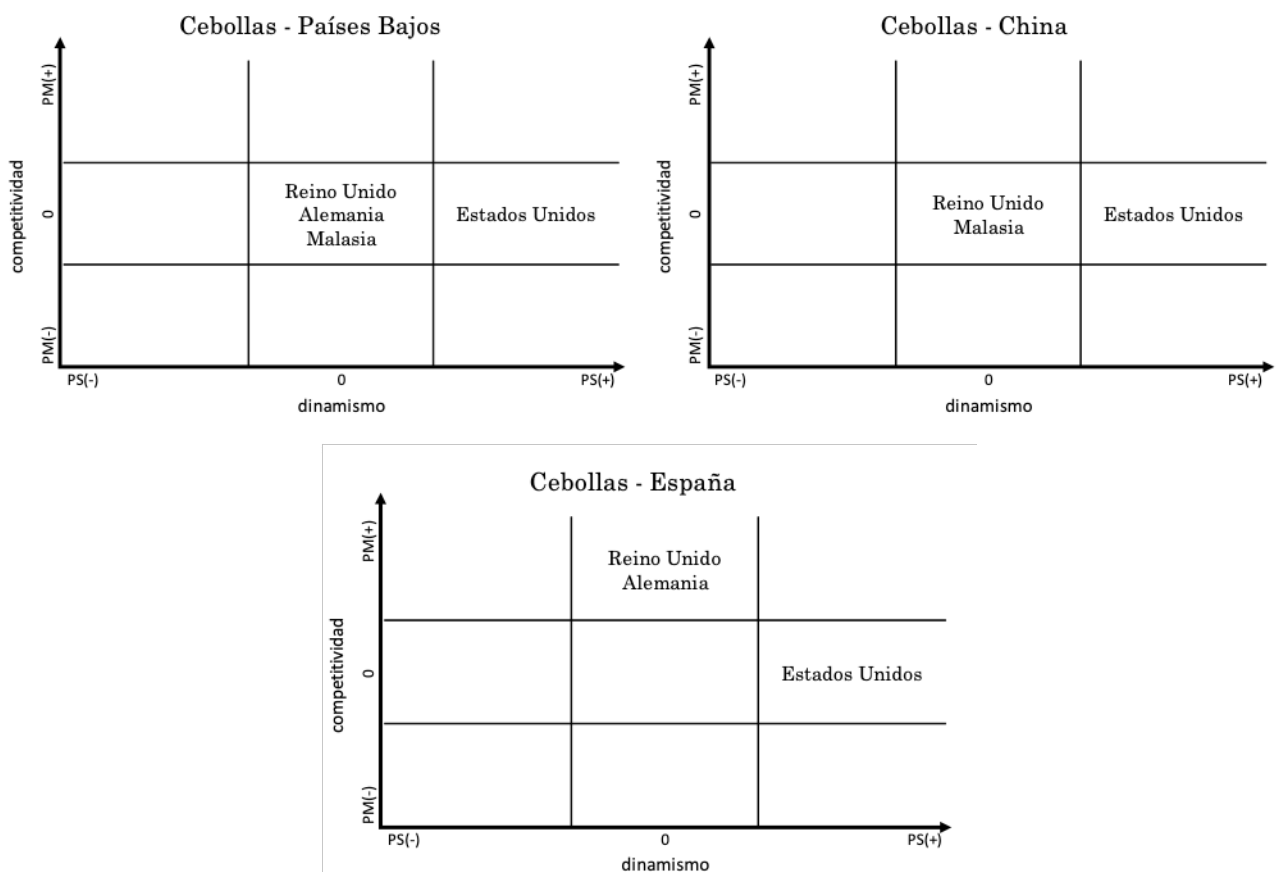 Cebollas - Países Bajos
PM(+)
0
PM(-)
competitividad
Reino Unido
Alemania
Malasia
Estados Unidos
PS(-)
0
PS(+)
dinamismo
Cebollas - China
PM(+)
0
PM(-)
competitividad
Reino Unido
Malasia
Estados Unidos
PS(-)
0
PS(+)
dinamismo
Cebollas - España
PM(+)
0
PM(-)
competitividad
Reino Unido
Alemania
Estados Unidos
PS(-)
0
PS(+)
dinamismo